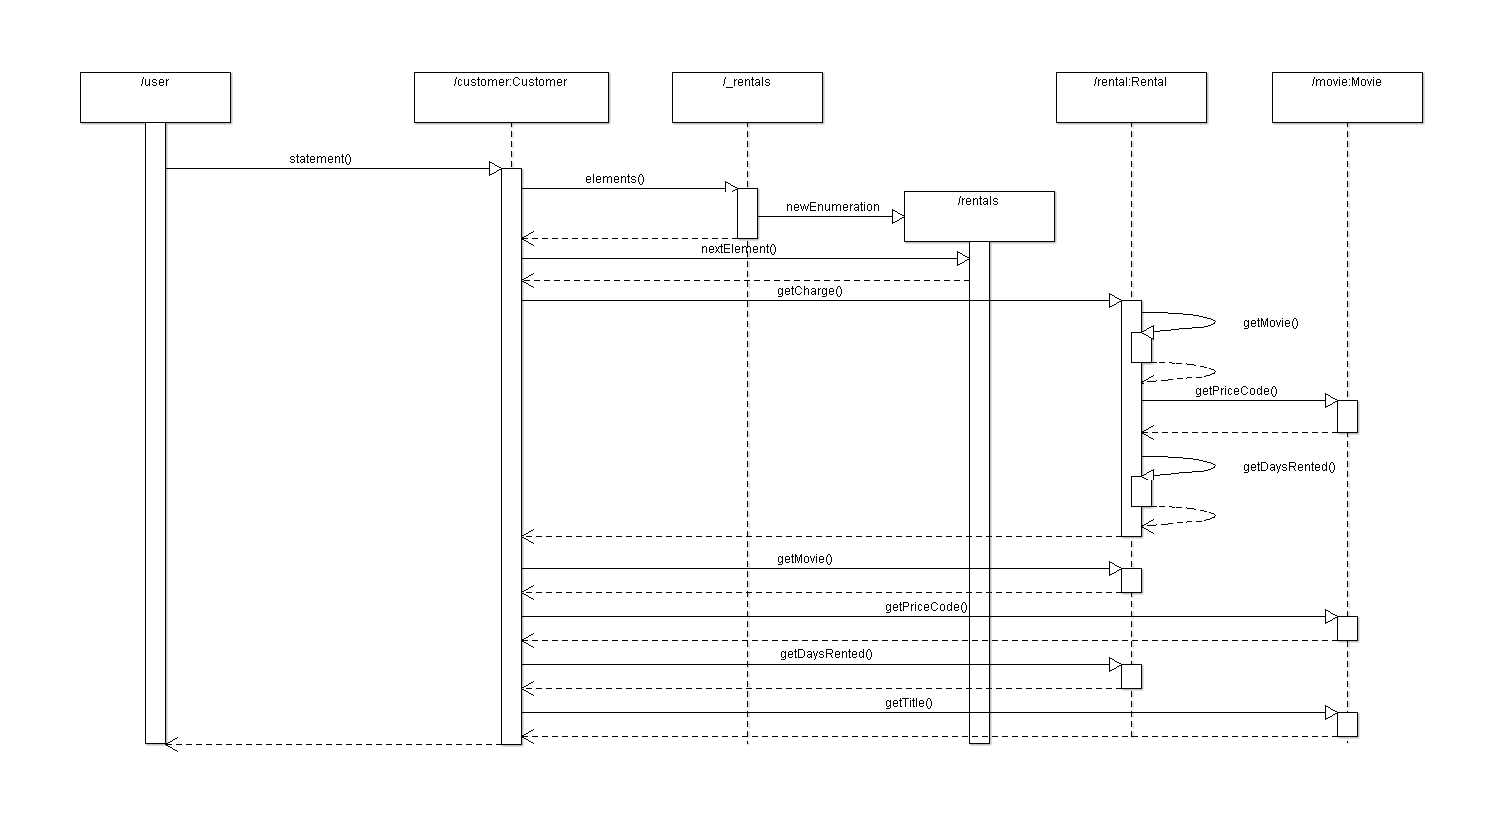 /user
/customer:Customer
/_rentals
/rental:Rental
/movie:Movie
statement()
elements()
/rentals
newEnumeration
nextElement()
getCharge()
getMovie()
getPriceCode()
getDaysRented()
getMovie()
getPriceCode()
getDaysRented()
getTitle()